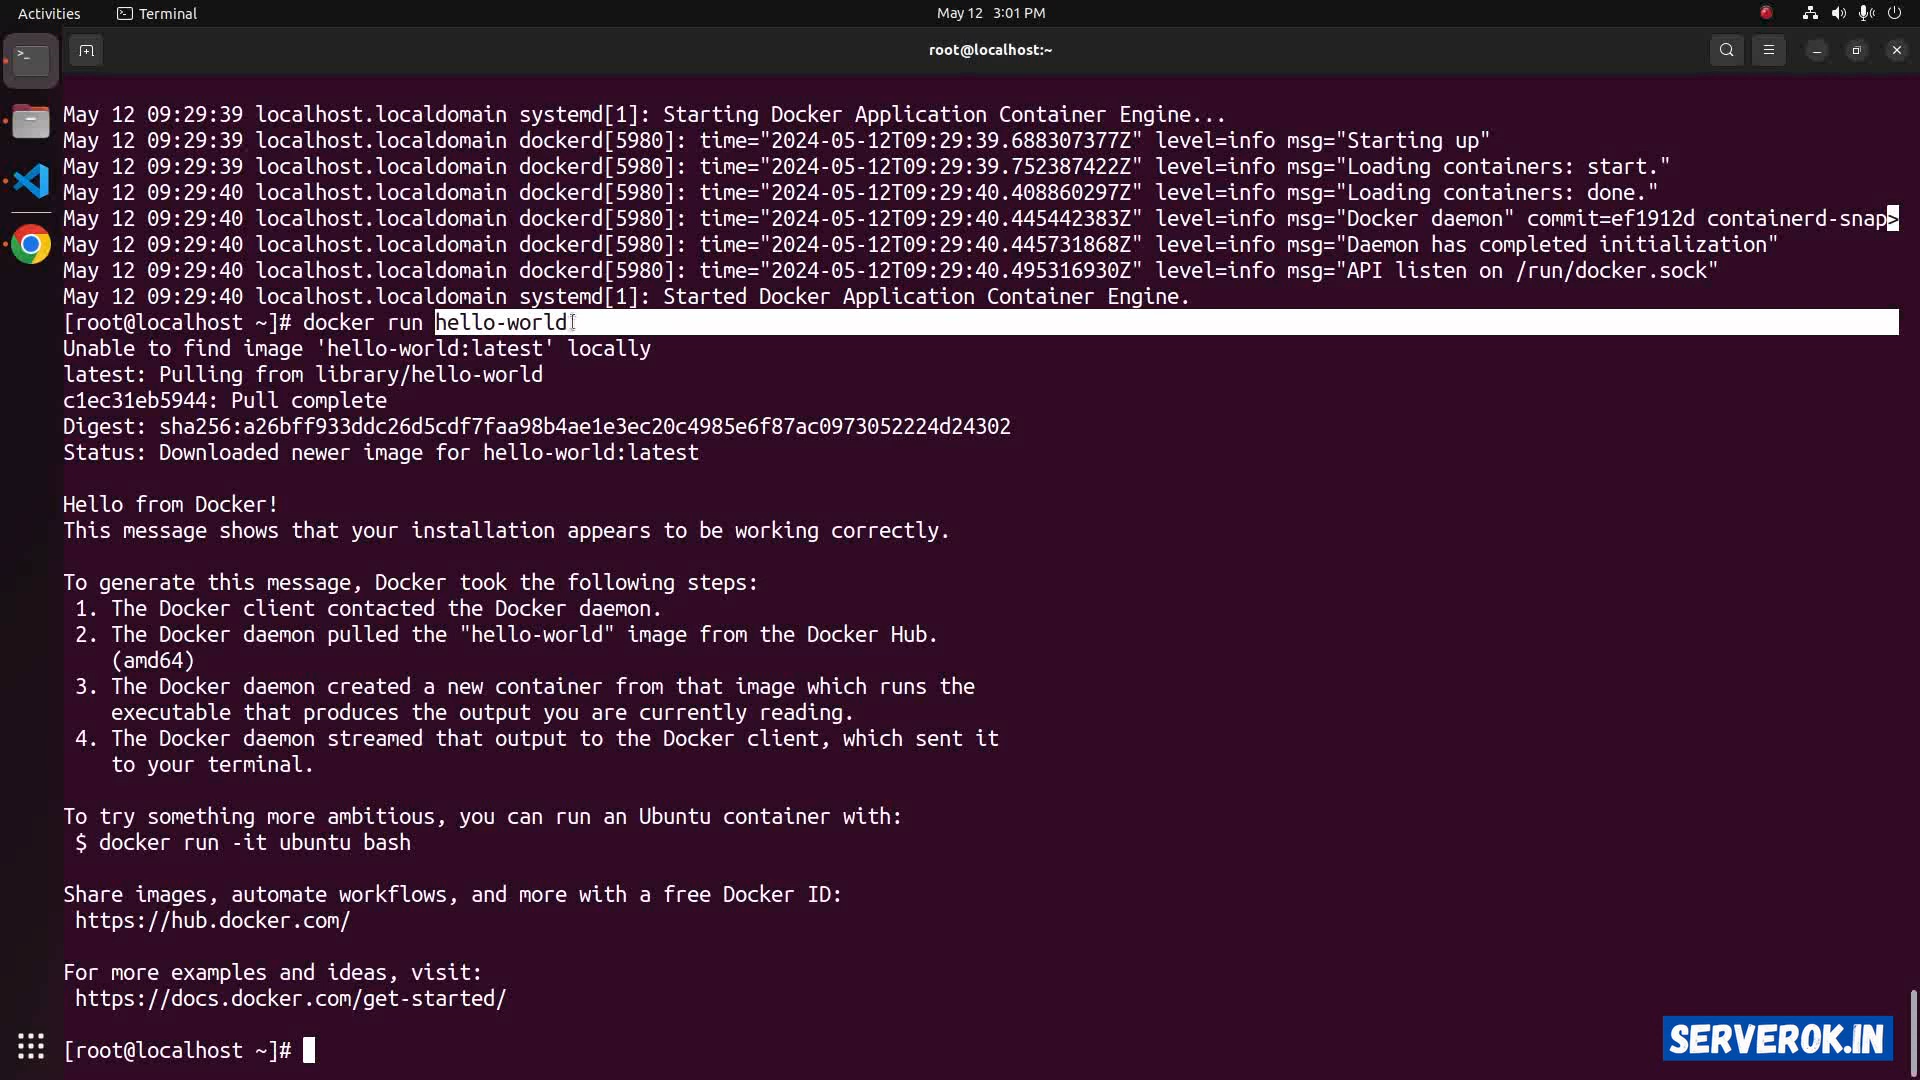 Activities Terminal May 12 3:01 PM
root@localhost:~
May 12 09:29:39 localhost.localdomain systemd[1]: Starting Docker Application Container Engine...
May 12 09:29:39 localhost.localdomain dockerd[5980]: time="2024-05-12T09:29:39.688307377Z" level=info msg="Starting up"
May 12 09:29:39 localhost.localdomain dockerd[5980]: time="2024-05-12T09:29:39.752387422Z" level=info msg="Loading containers: start."
May 12 09:29:40 localhost.localdomain dockerd[5980]: time="2024-05-12T09:29:40.408860297Z" level=info msg="Loading containers: done."
May 12 09:29:40 localhost.localdomain dockerd[5980]: time="2024-05-12T09:29:40.445442383Z" level=info msg="Docker daemon" commit=ef1912d containerd-snap>
May 12 09:29:40 localhost.localdomain dockerd[5980]: time="2024-05-12T09:29:40.445731868Z" level=info msg="Daemon has completed initialization"
May 12 09:29:40 localhost.localdomain dockerd[5980]: time="2024-05-12T09:29:40.495316930Z" level=info msg="API listen on /run/docker.sock"
May 12 09:29:40 localhost.localdomain systemd[1]: Started Docker Application Container Engine.
[root@localhost ~]# docker run hello-world
Unable to find image 'hello-world:latest' locally
latest: Pulling from library/hello-world
c1ec31eb5944: Pull complete
Digest: sha256:a26bff933ddc26d5cdf7faa98b4ae1e3ec20c4985e6f87ac0973052224d24302
Status: Downloaded newer image for hello-world:latest
Hello from Docker!
This message shows that your installation appears to be working correctly.
To generate this message, Docker took the following steps:
1. The Docker client contacted the Docker daemon.
2. The Docker daemon pulled the "hello-world" image from the Docker Hub.
(amd64)
3. The Docker daemon created a new container from that image which runs the
executable that produces the output you are currently reading.
4. The Docker daemon streamed that output to the Docker client, which sent it
to your terminal.
To try something more ambitious, you can run an Ubuntu container with:
$ docker run -it ubuntu bash
Share images, automate workflows, and more with a free Docker ID:
https://hub.docker.com/
For more examples and ideas, visit:
https://docs.docker.com/get-started/
[root@localhost ~]#
SERVEROK.IN